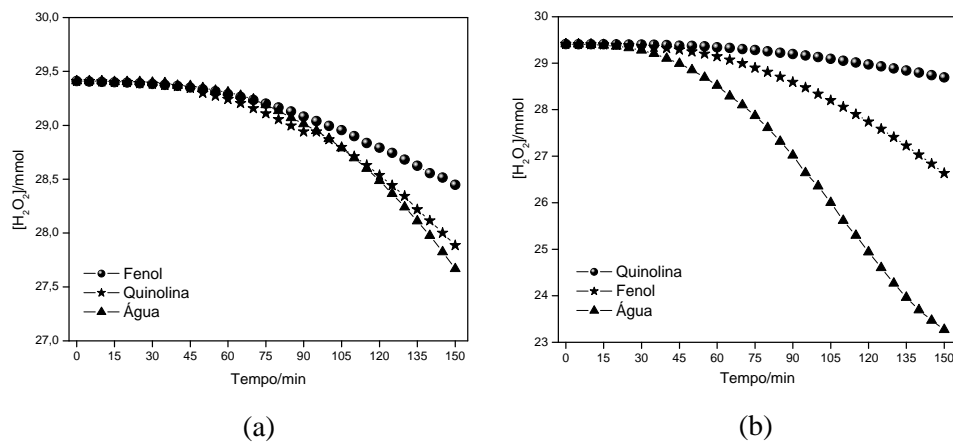 30,0
29,5
29,0
28,5
28,0
27,5
27,0
[H₂O₂]/mmol
Fenol
Quinolina
Água
0 15 30 45 60 75 90 105 120 135 150
Tempo/min
(a)
30
29
28
27
26
25
24
23
[H₂O₂]/mmol
Quinolina
Fenol
Água
0 15 30 45 60 75 90 105 120 135 150
Tempo/min
(b)